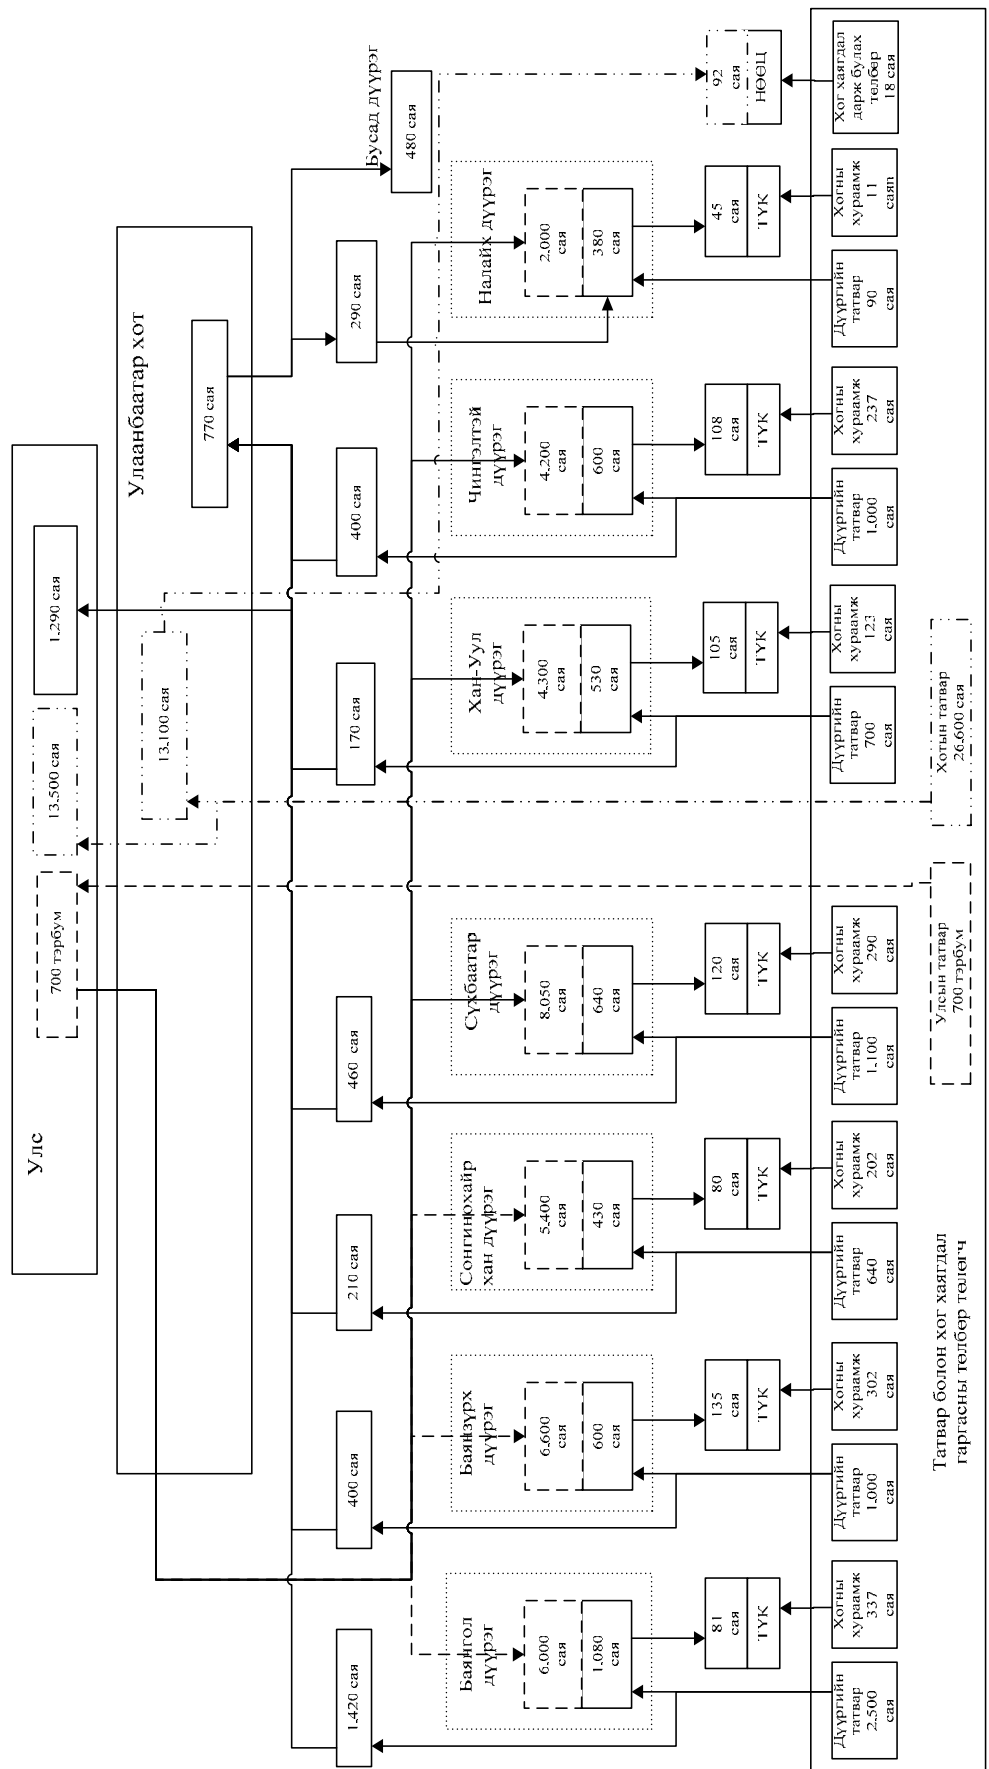 Улс
700 тэрбум
13.500 сая
1.290 сая
Улаанбаатар хот
13.100 сая
770 сая
1.420 сая
400 сая
210 сая
460 сая
170 сая
400 сая
290 сая
Бусад дүүрэг
480 сая
Баянгол
дүүрэг
6.000
сая
1.080
сая
81
сая
ТҮК
Баянзүрх
дүүрэг
6.600
сая
600
сая
135
сая
ТҮК
Сонгинохайр
хан дүүрэг
5.400
сая
430
сая
80
сая
ТҮК
Сүхбаатар
дүүрэг
8.050
сая
640
сая
120
сая
ТҮК
Хан-Уул
дүүрэг
4.300
сая
530
сая
105
сая
ТҮК
Чингэлтэй
дүүрэг
4.200
сая
600
сая
108
сая
ТҮК
Налайх дүүрэг
2.000
сая
380
сая
45
сая
ТҮК
92
сая
НӨӨЦ
Дүүргийн
татвар
2.500
сая
Хогны
хураамж
337
сая
Дүүргийн
татвар
1.000
сая
Хогны
хураамж
302
сая
Дүүргийн
татвар
640
сая
Хогны
хураамж
202
сая
Дүүргийн
татвар
1.100
сая
Хогны
хураамж
290
сая
Дүүргийн
татвар
700
сая
Хогны
хураамж
123
сая
Дүүргийн
татвар
1.000
сая
Хогны
хураамж
237
сая
Дүүргийн
татвар
90
сая
Хогны
хураамж
11
саяn
Хог хаягдал
дарж булах
төлбөр
18 сая
Татвар болон хог хаягдал
гаргасны төлбөр төлөгч
Улсын татвар
700 тэрбум
Хотын татвар
26.600 сая